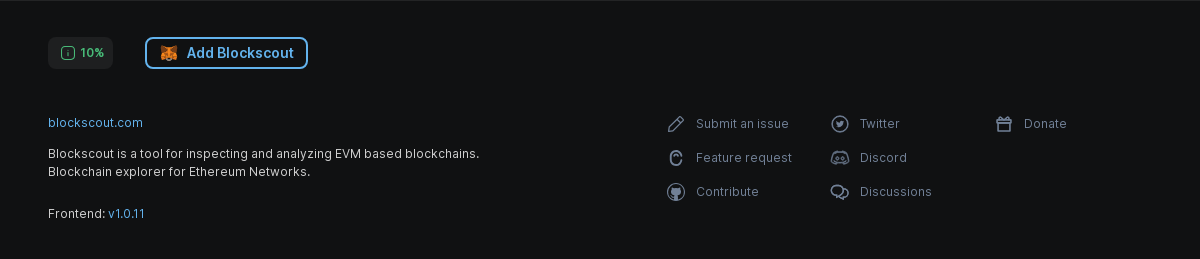 10%
Add Blockscout
blockscout.com
Blockscout is a tool for inspecting and analyzing EVM based blockchains.
Blockchain explorer for Ethereum Networks.
Frontend: v1.0.11
Submit an issue
Feature request
Contribute
Twitter
Discord
Discussions
Donate